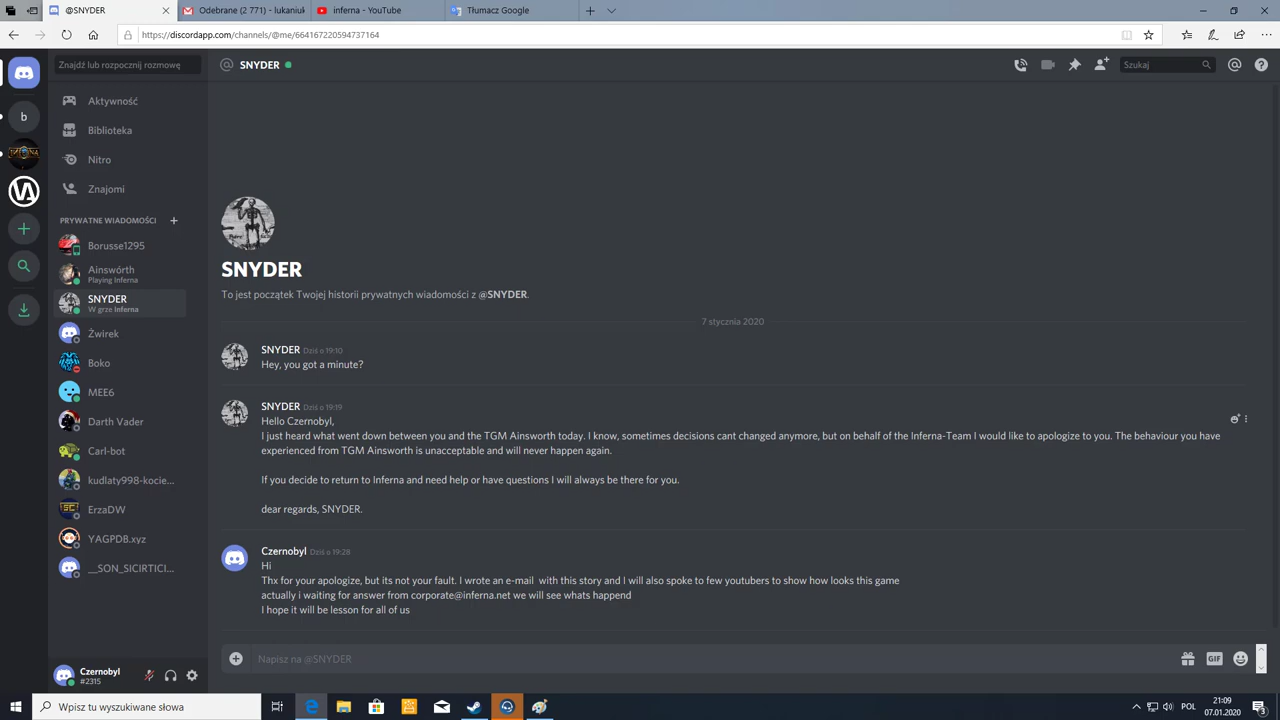 @SNYDER
Odebrane (2 771) - lukaniuk
inferna - YouTube
Tłumacz Google
https://discordapp.com/channels/@me/664167220594737164
Znajdź lub rozpocznij rozmowę
@ SNYDER
Szukaj
Aktywność
b
Biblioteka
Nitro
Znajomi
PRYWATNE WIADOMOŚCI
Borusse1295
Ainswórth
Playing Inferna
SNYDER
W grze Inferna
Żwirek
Boko
MEE6
Darth Vader
Carl-bot
kudlaty998-kocie...
ErzaDW
YAGPDB.xyz
__SON_SICIRTICI...
SNYDER
To jest początek Twojej historii prywatnych wiadomości z @SNYDER.
7 stycznia 2020
SNYDER Dziś o 19:10
Hey, you got a minute?
SNYDER Dziś o 19:19
Hello Czernobyl,
I just heard what went down between you and the TGM Ainsworth today. I know, sometimes decisions cant changed anymore, but on behalf of the Inferna-Team I would like to apologize to you. The behaviour you have
experienced from TGM Ainsworth is unacceptable and will never happen again.
If you decide to return to Inferna and need help or have questions I will always be there for you.
dear regards, SNYDER.
Czernobyl Dziś o 19:28
Hi
Thx for your apologize, but its not your fault. I wrote an e-mail  with this story and I will also spoke to few youtubers to show how looks this game
actually i waiting for answer from corporate@inferna.net we will see whats happend
I hope it will be lesson for all of us
Napisz na @SNYDER
GIF
Czernobyl
#2315
Wpisz tu wyszukiwane słowa
POL
21:09
07.01.2020
3